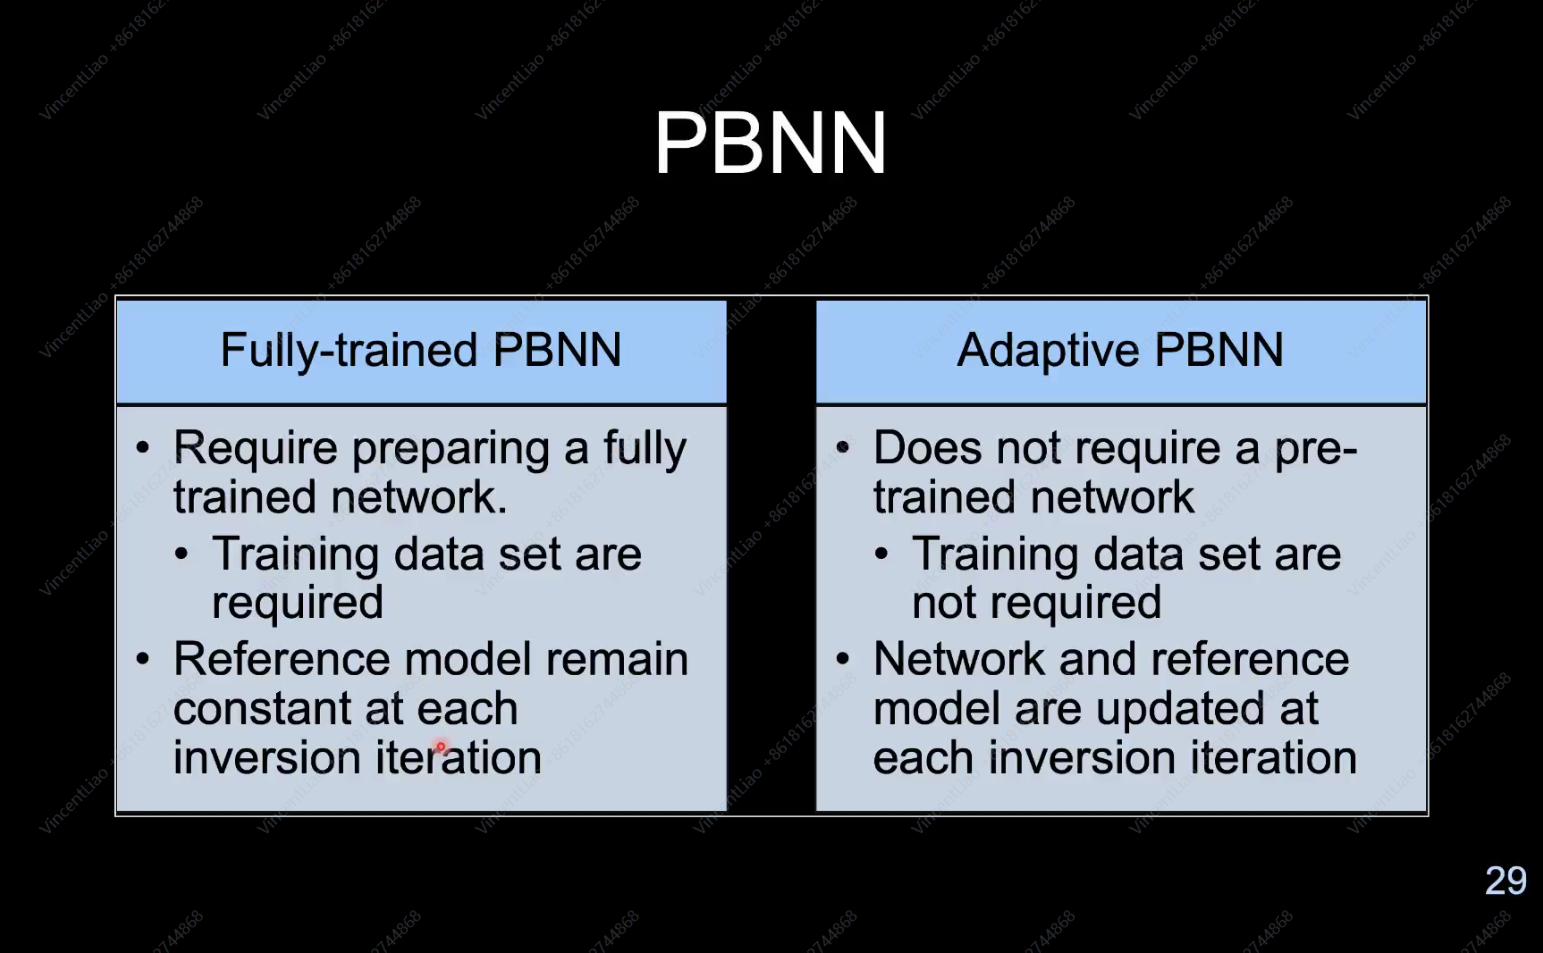 PBNN
Fully-trained PBNN
• Require preparing a fully
trained network.
• Training data set are
required
• Reference model remain
constant at each
inversion iteration
Adaptive PBNN
• Does not require a pre-
trained network
• Training data set are
not required
• Network and reference
model are updated at
each inversion iteration
29
VincentLiao +8618162744868